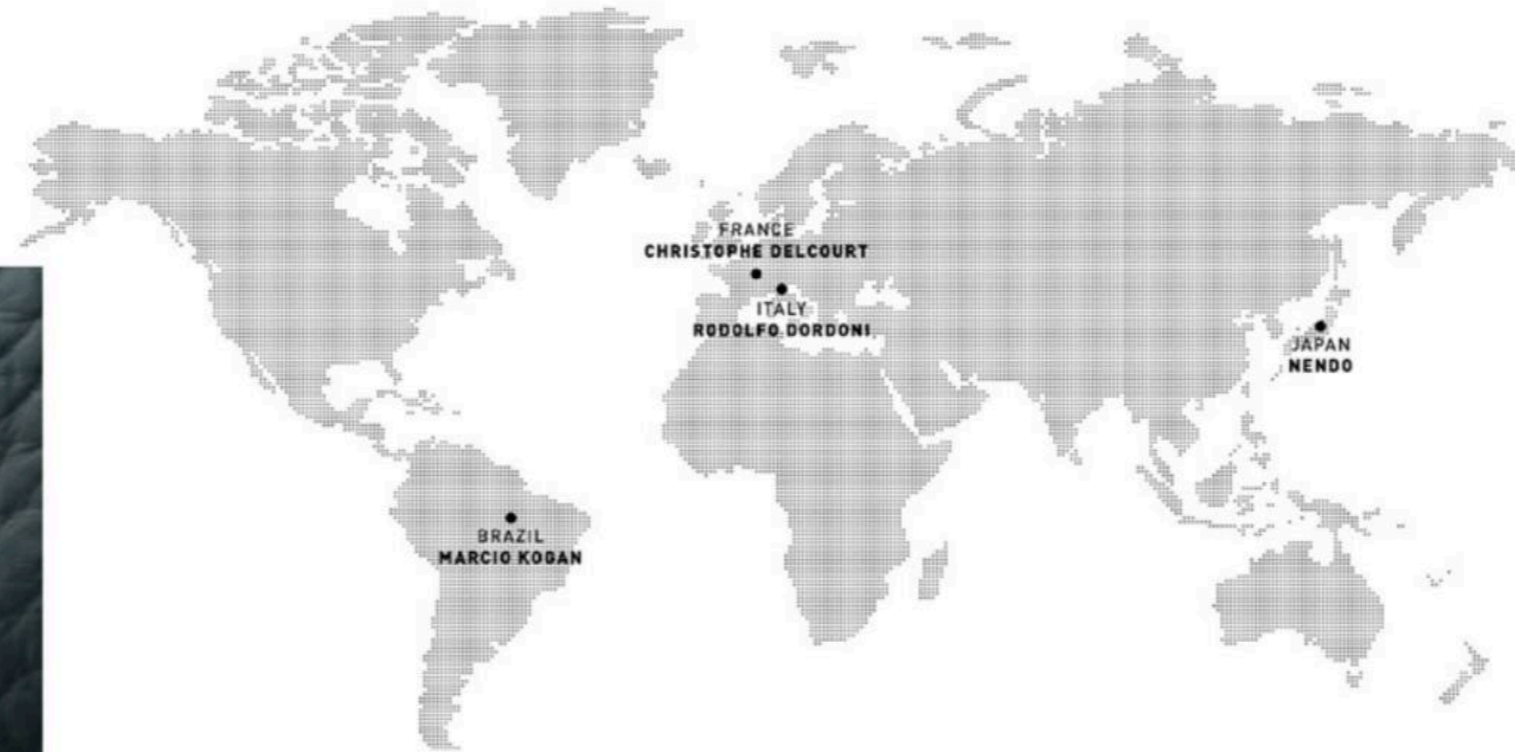 FRANCE
CHRISTOPHE DELCOURT
ITALY
RODOLFO DORDONI
JAPAN
NENDO
BRAZIL
MARCIO KOGAN